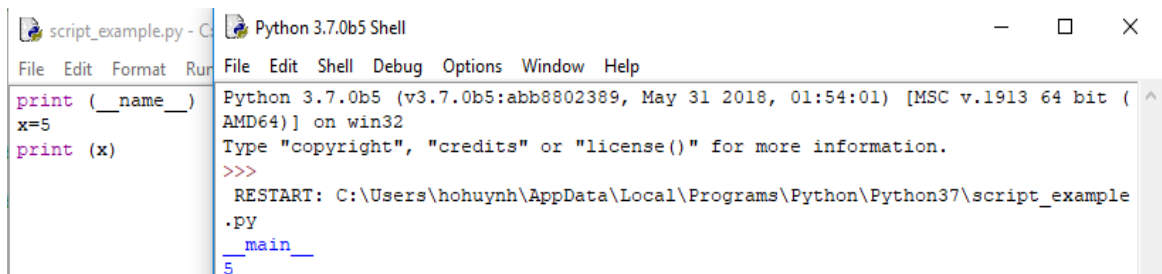 script_example.py - C:
File Edit Format Run
print (__name__)
x=5
print (x)
Python 3.7.0b5 Shell
File Edit Shell Debug Options Window Help
Python 3.7.0b5 (v3.7.0b5:abb8802389, May 31 2018, 01:54:01) [MSC v.1913 64 bit (
AMD64)] on win32
Type "copyright", "credits" or "license()" for more information.
>>>
RESTART: C:\Users\hohuynh\AppData\Local\Programs\Python\Python37\script_example
.py
__main__
5